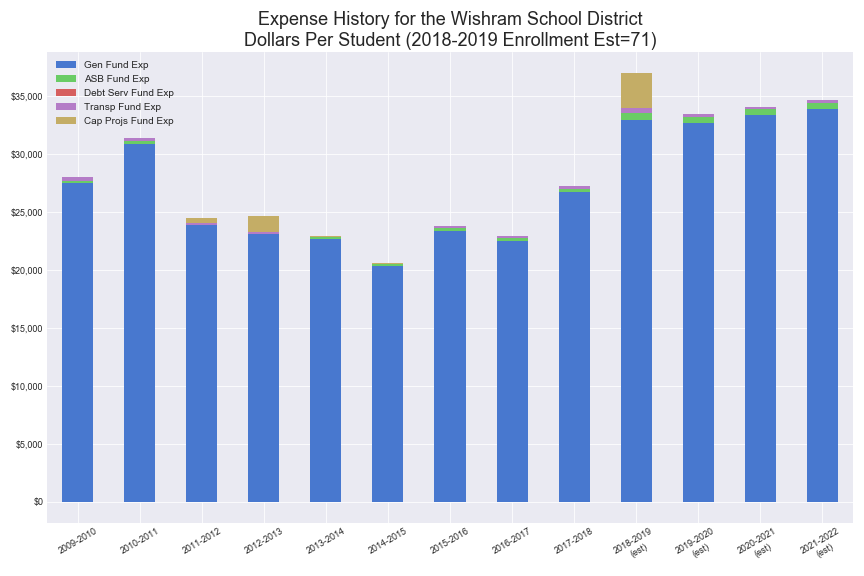 Expense History for the Wishram School District
Dollars Per Student (2018-2019 Enrollment Est=71)
Gen Fund Exp
ASB Fund Exp
Debt Serv Fund Exp
Transp Fund Exp
Cap Projs Fund Exp
$35,000
$30,000
$25,000
$20,000
$15,000
$10,000
$5,000
$0
2009-2010
2010-2011
2011-2012
2012-2013
2013-2014
2014-2015
2015-2016
2016-2017
2017-2018
2018-2019
(est)
2019-2020
(est)
2020-2021
(est)
2021-2022
(est)